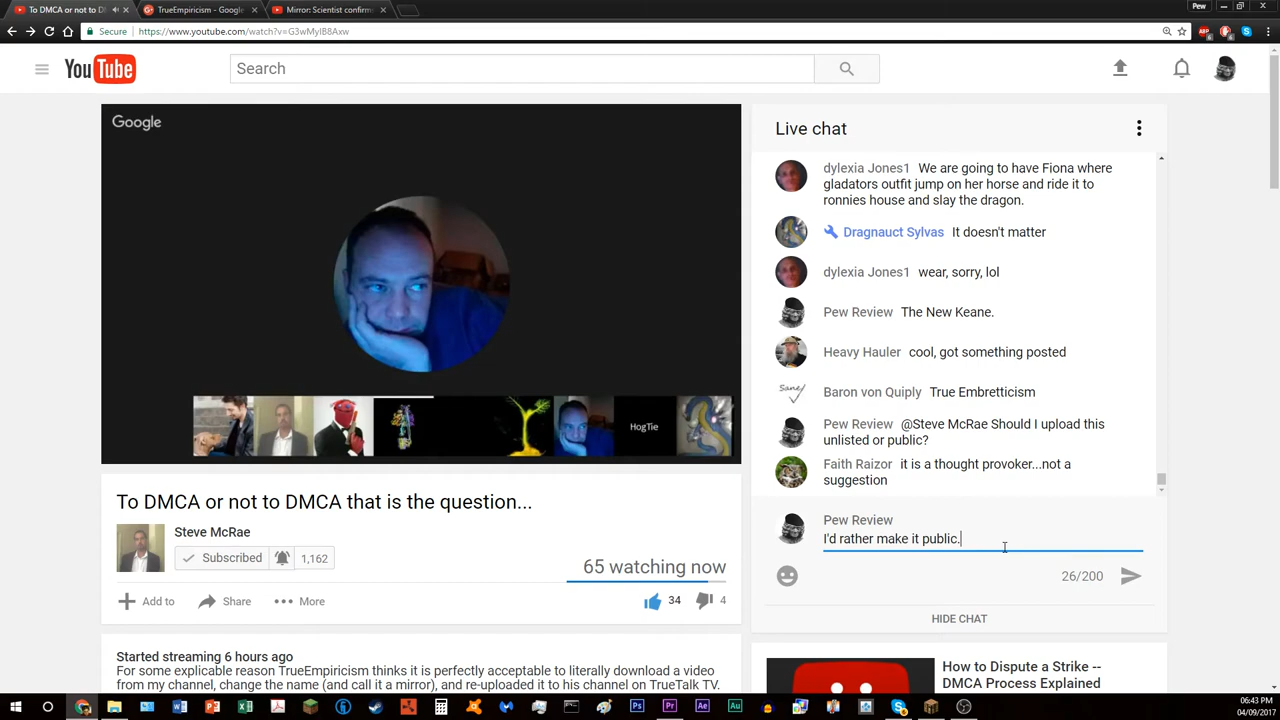 To DMCA or not to D
TrueEmpiricism - Google
Mirror: Scientist confirm
Pew
Secure
https://www.youtube.com/watch?v=G3wMyIB8Axw
YouTube
Search
Google
HogTie
Live chat
dylexia Jones1 We are going to have Fiona where
gladators outfit jump on her horse and ride it to
ronnies house and slay the dragon.
Dragnauct Sylvas It doesn't matter
dylexia Jones1 wear, sorry, lol
Pew Review The New Keane.
Heavy Hauler cool, got something posted
Sane
Baron von Quiply True Embretticism
Pew Review @Steve McRae Should I upload this
unlisted or public?
Faith Raizor it is a thought provoker...not a
suggestion
Pew Review
I'd rather make it public.
26/200
HIDE CHAT
To DMCA or not to DMCA that is the question...
Steve McRae
Subscribed
1,162
65 watching now
Add to
Share
More
34
4
Started streaming 6 hours ago
For some explicable reason TrueEmpiricism thinks it is perfectly acceptable to literally download a video
from my channel, change the name (and call it a mirror), and re-uploaded it to his channel on TrueTalk TV.
How to Dispute a Strike --
DMCA Process Explained
Ps
Pr
Ae
Au
06:43 PM
04/09/2017